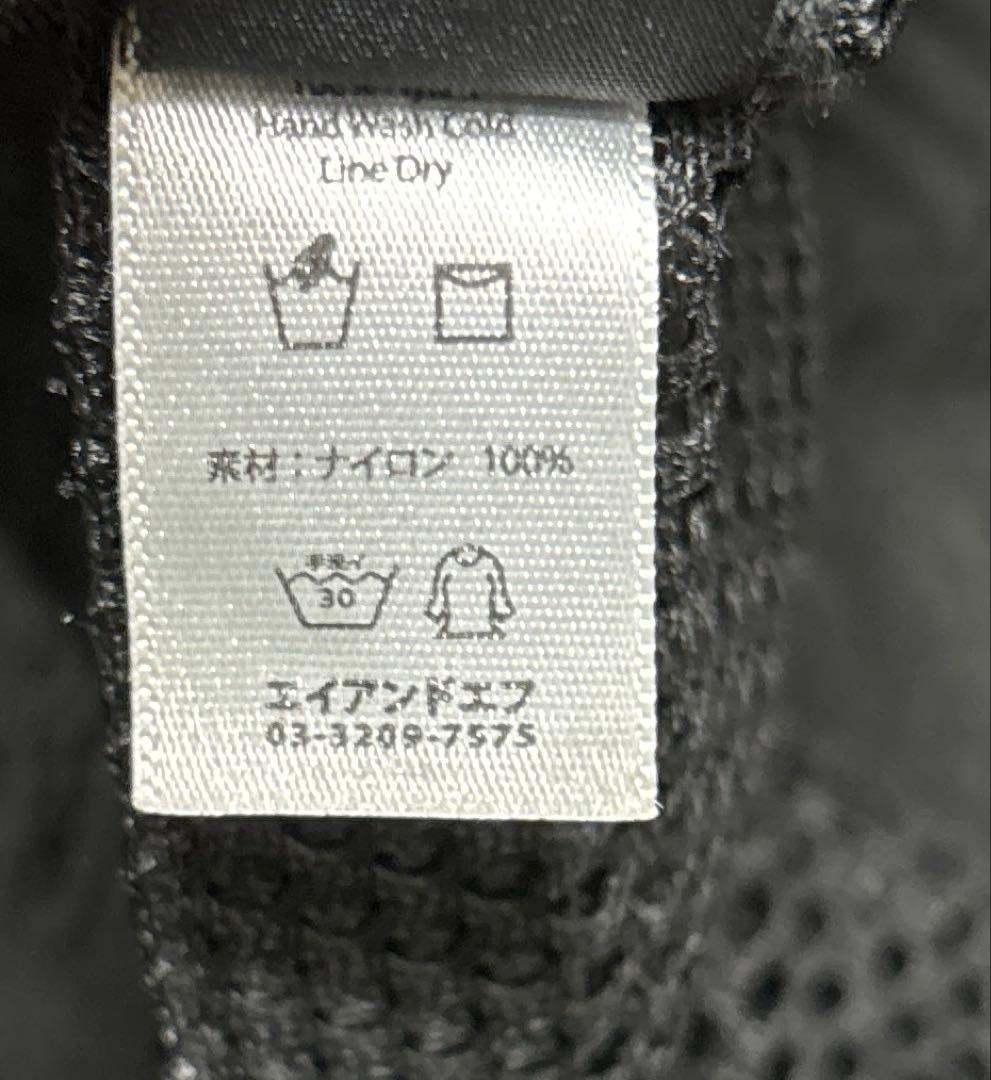 Hand Wash Cold
Line Dry
素材：ナイロン 100%
手洗イ
30
エイアンドエフ
03-3209-7575